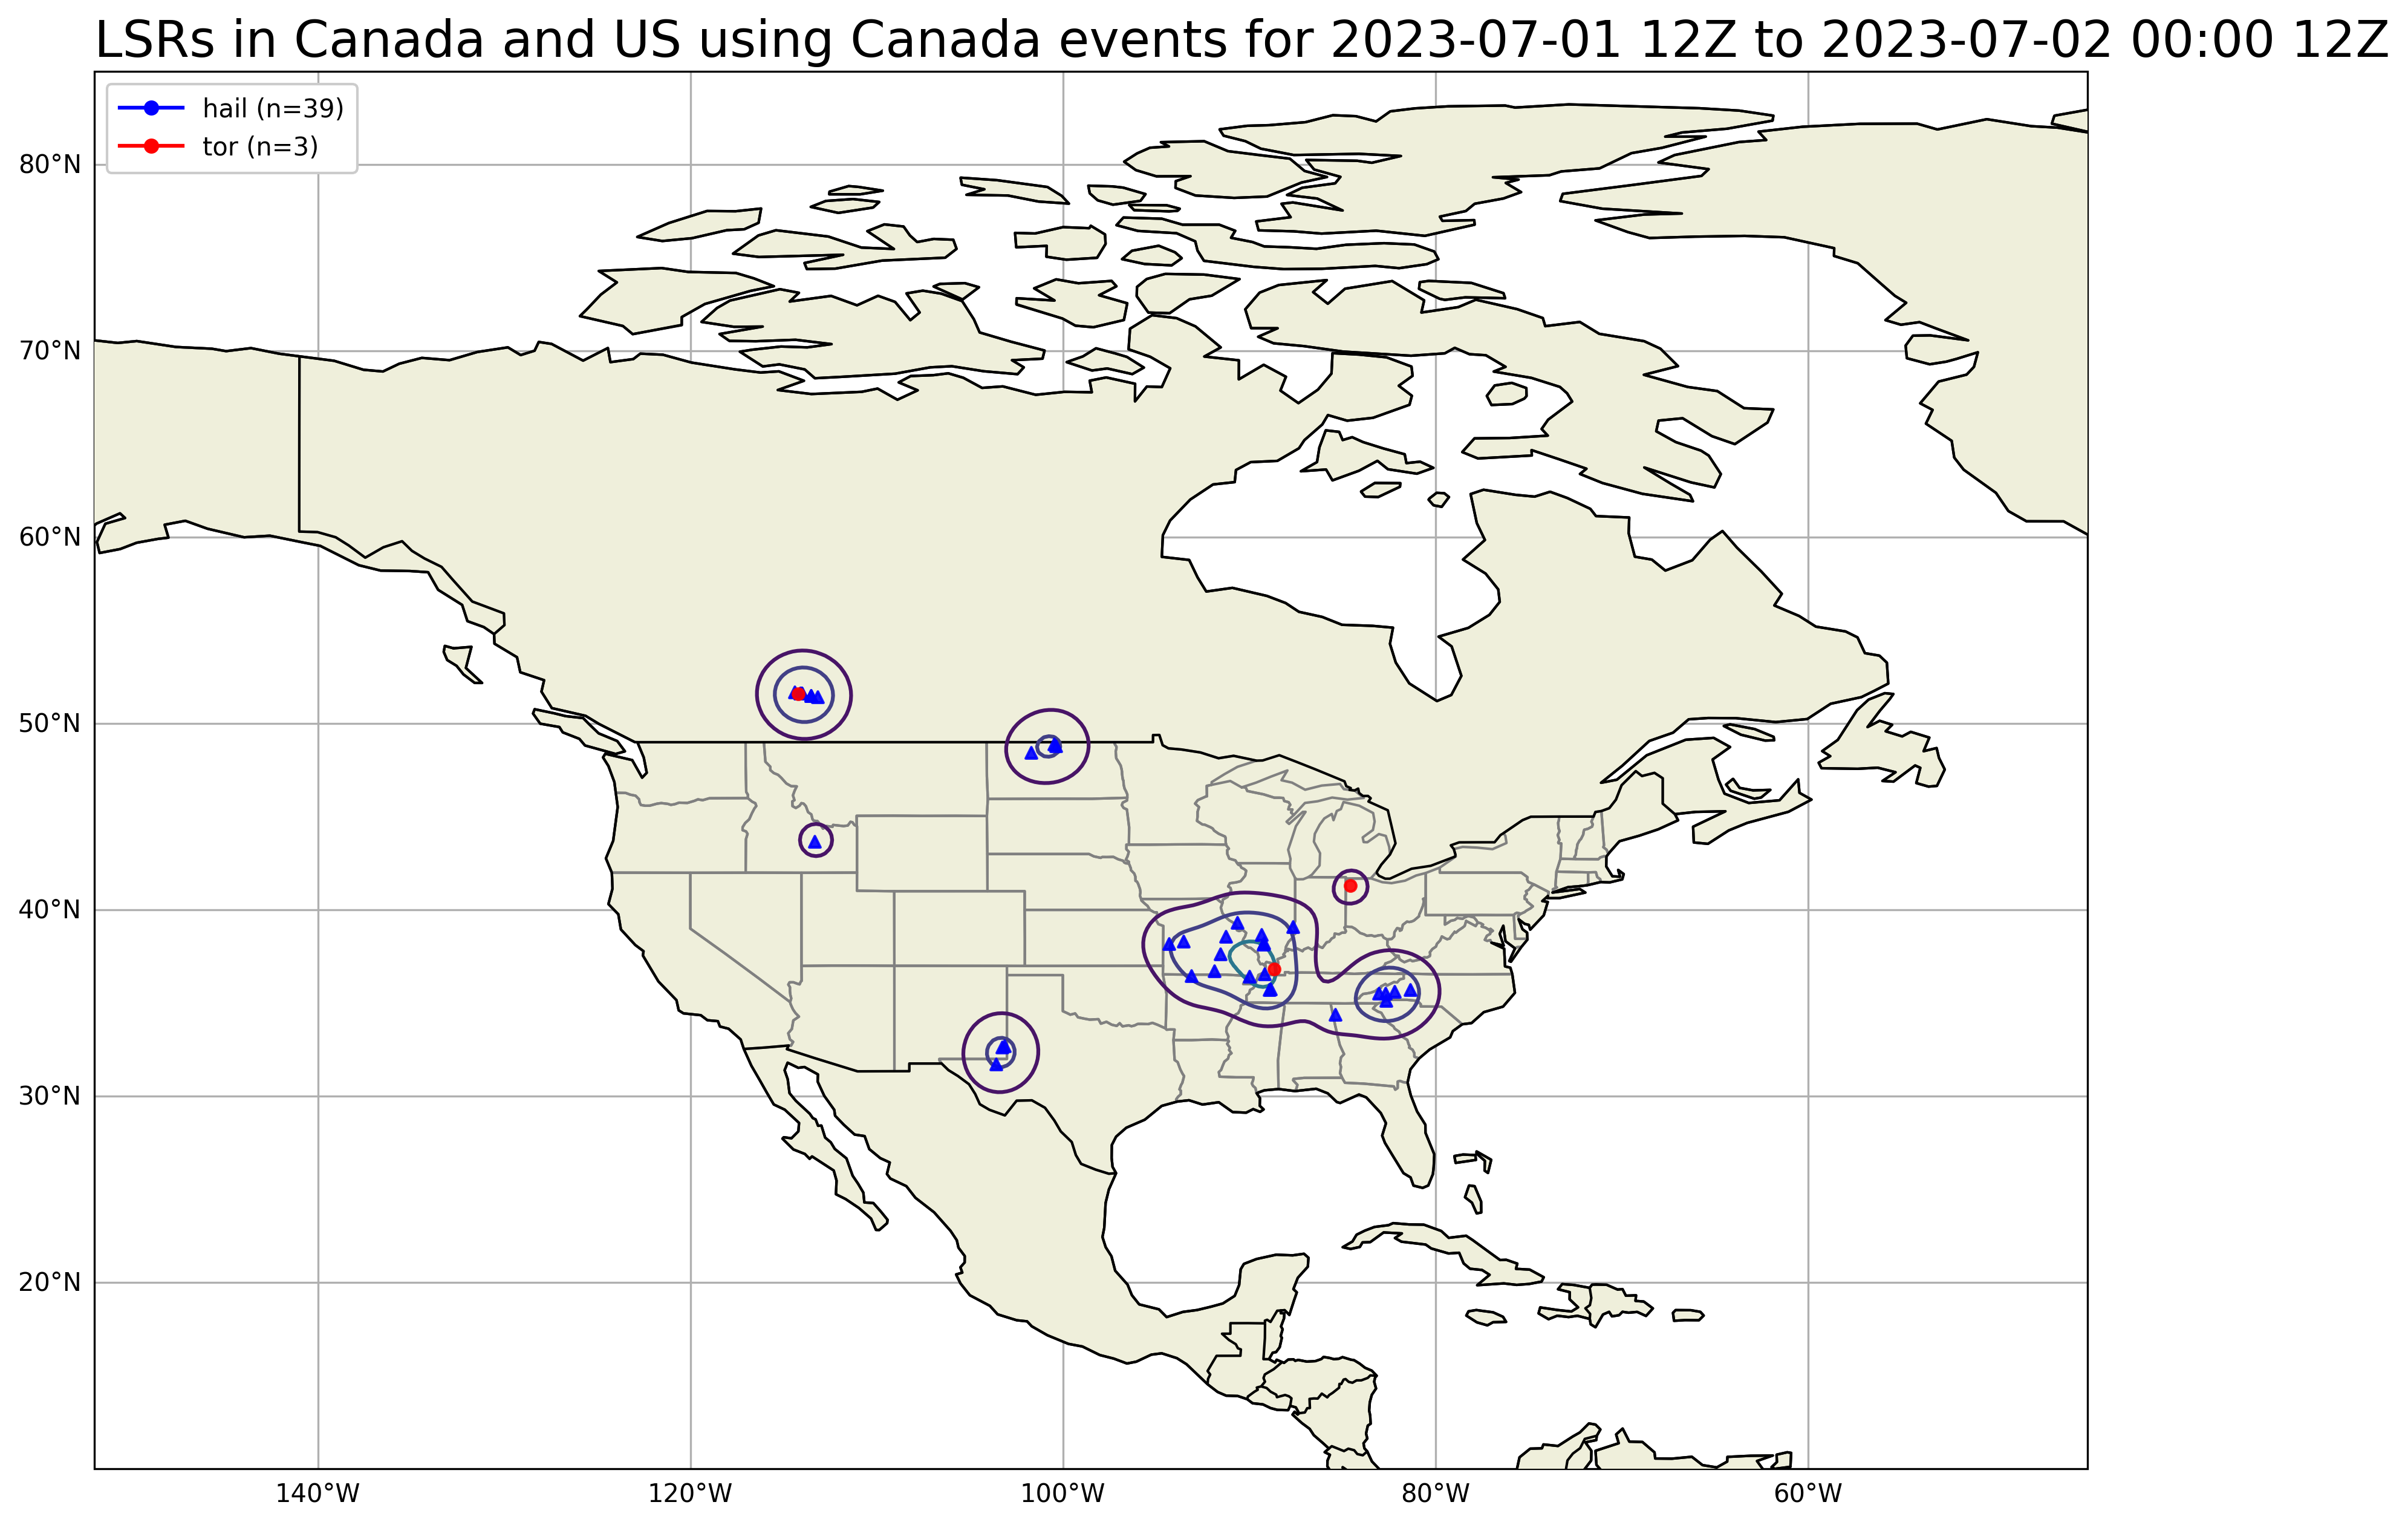 LSRs in Canada and US using Canada events for 2023-07-01 12Z to 2023-07-02 00:00 12Z
hail (n=39)
tor (n=3)
80°N
70°N
60°N
50°N
40°N
30°N
20°N
140°W 120°W 100°W 80°W 60°W